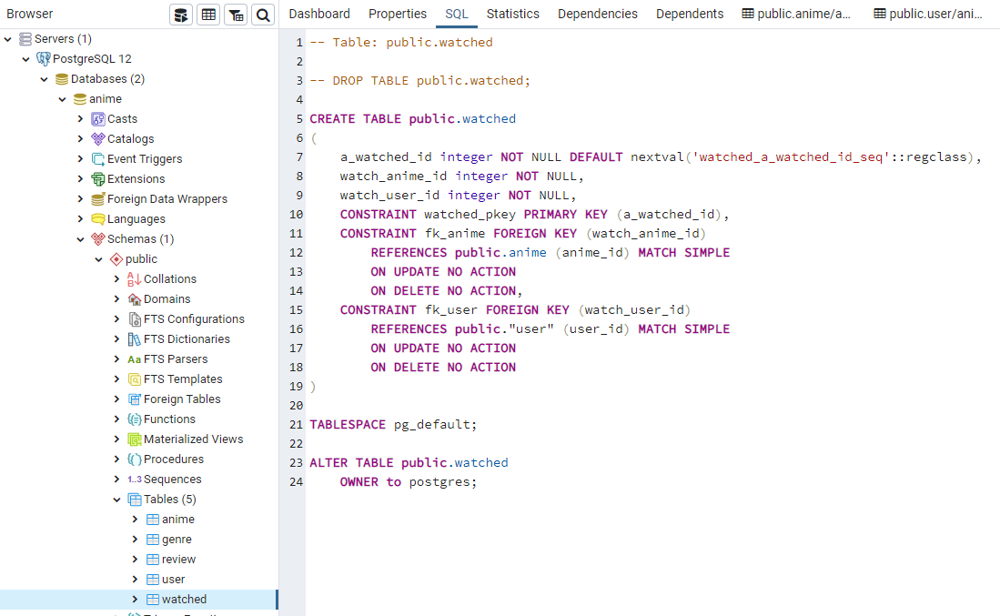 Browser
Servers (1)
PostgreSQL 12
Databases (2)
anime
Casts
Catalogs
Event Triggers
Extensions
Foreign Data Wrappers
Languages
Schemas (1)
public
Collations
Domains
FTS Configurations
FTS Dictionaries
Aa FTS Parsers
FTS Templates
Foreign Tables
Functions
Materialized Views
Procedures
1..3 Sequences
Tables (5)
anime
genre
review
user
watched
Dashboard Properties SQL Statistics Dependencies Dependents public.anime/a... public.user/ani...
1 -- Table: public.watched
2
3 -- DROP TABLE public.watched;
4
5 CREATE TABLE public.watched
6 (
7     a_watched_id integer NOT NULL DEFAULT nextval('watched_a_watched_id_seq'::regclass),
8     watch_anime_id integer NOT NULL,
9     watch_user_id integer NOT NULL,
10     CONSTRAINT watched_pkey PRIMARY KEY (a_watched_id),
11     CONSTRAINT fk_anime FOREIGN KEY (watch_anime_id)
12         REFERENCES public.anime (anime_id) MATCH SIMPLE
13         ON UPDATE NO ACTION
14         ON DELETE NO ACTION,
15     CONSTRAINT fk_user FOREIGN KEY (watch_user_id)
16         REFERENCES public."user" (user_id) MATCH SIMPLE
17         ON UPDATE NO ACTION
18         ON DELETE NO ACTION
19 )
20
21 TABLESPACE pg_default;
22
23 ALTER TABLE public.watched
24     OWNER to postgres;